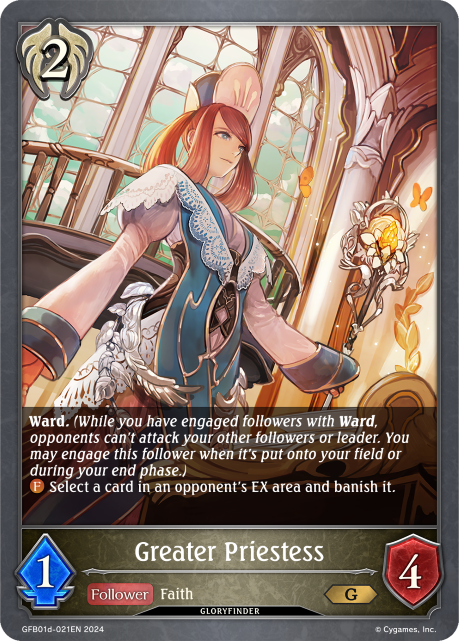 2
Ward. (While you have engaged followers with Ward,
opponents can't attack your other followers or leader. You
may engage this follower when it's put onto your field or
during your end phase.)
F Select a card in an opponent's EX area and banish it.
Greater Priestess
1
Follower Faith
G
4
GLORYFINDER
GFB01d-021EN 2024
© Cygames, Inc.